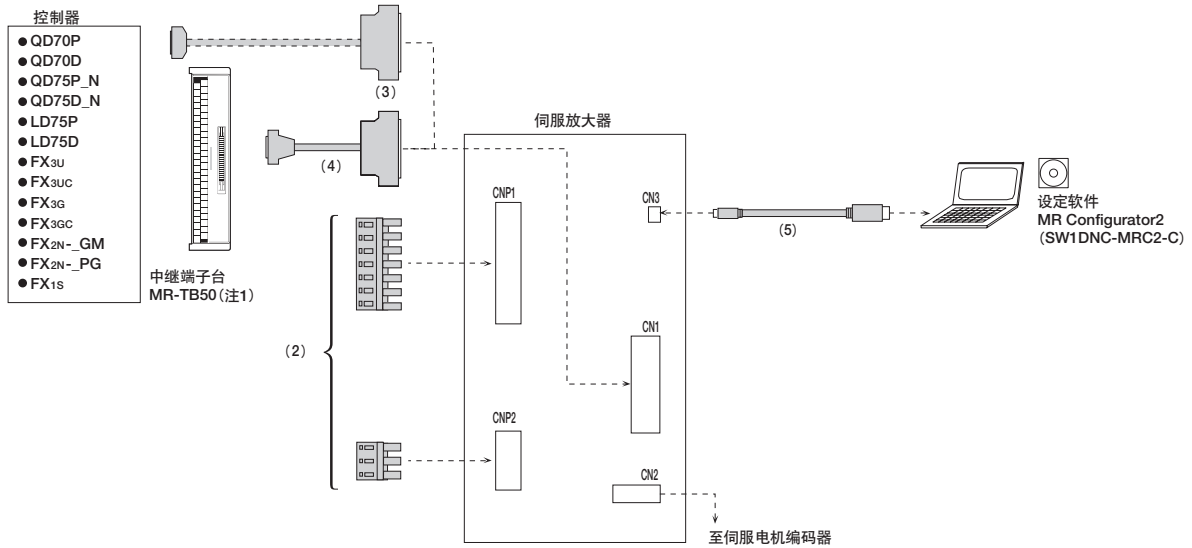 控制器
●QD70P
●QD70D
●QD75P_N
●QD75D_N
●LD75P
●LD75D
●FX3U
●FX3UC
●FX3G
●FX3GC
●FX2N-_GM
●FX2N-_PG
●FX1S
中继端子台
MR-TB50(注1)
(3)
(4)
(2)
伺服放大器
CNP1
CNP2
CN3
CN1
CN2
至伺服电机编码器
(5)
设定软件
MR Configurator2
(SW1DNC-MRC2-C)